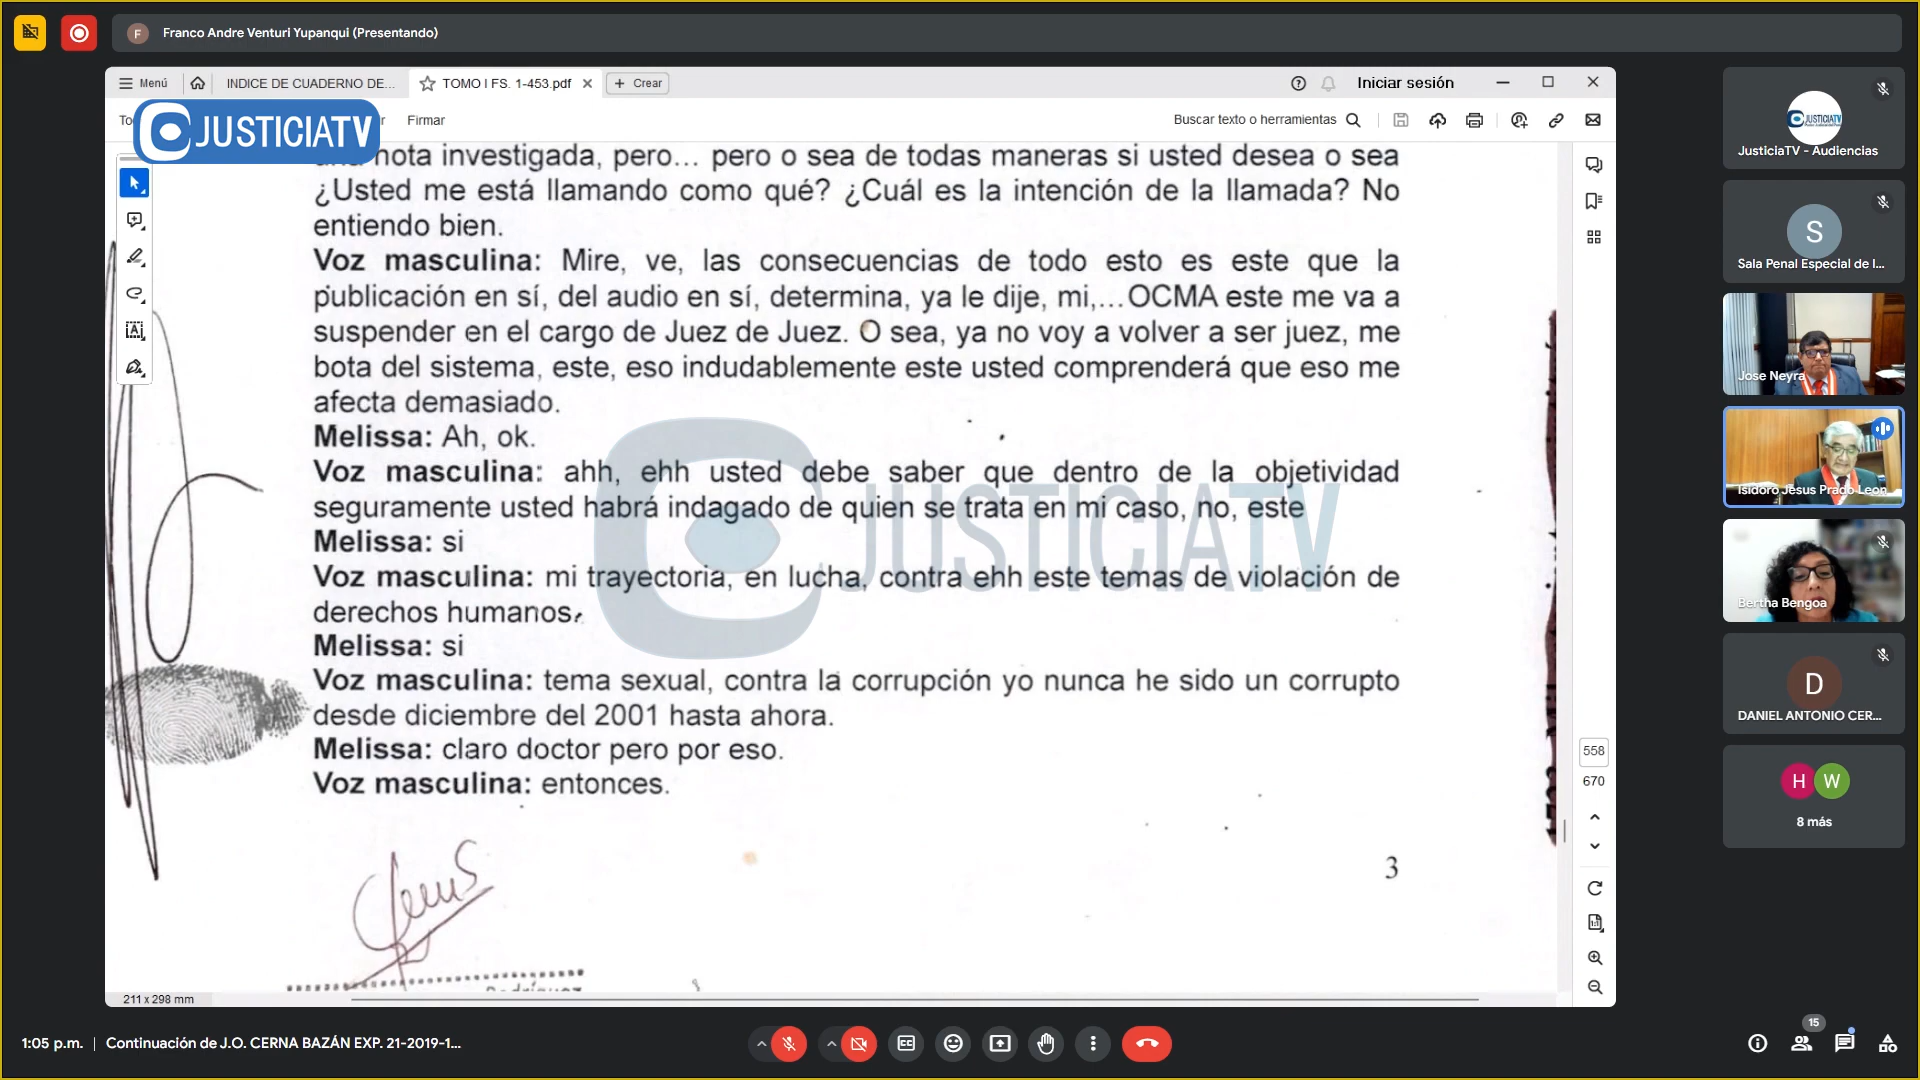 F Franco Andre Venturi Yupanqui (Presentando)
Menú INDICE DE CUADERNO DE... TOMO I FS. 1-453.pdf Crear Iniciar sesión
JUSTICIATV Firmar Buscar texto o herramientas
nota investigada, pero... pero o sea de todas maneras si usted desea o sea
¿Usted me está llamando como qué? ¿Cuál es la intención de la llamada? No
entiendo bien.
Voz masculina: Mire, ve, las consecuencias de todo esto es este que la
publicación en sí, del audio en sí, determina, ya le dije, mi,...OCMA este me va a
suspender en el cargo de Juez de Juez. O sea, ya no voy a volver a ser juez, me
bota del sistema, este, eso indudablemente este usted comprenderá que eso me
afecta demasiado.
Melissa: Ah, ok.
Voz masculina: ahh, ehh usted debe saber que dentro de la objetividad
seguramente usted habrá indagado de quien se trata en mi caso, no, este
Melissa: si
Voz masculina: mi trayectoria, en lucha, contra ehh este temas de violación de
derechos humanos.
Melissa: si
Voz masculina: tema sexual, contra la corrupción yo nunca he sido un corrupto
desde diciembre del 2001 hasta ahora.
Melissa: claro doctor pero por eso.
Voz masculina: entonces.
3
JUSTICIATV
558
670
211 x 298 mm
JUSTICIATV
JusticiaTV - Audiencias
S
Sala Penal Especial de l...
Jose Neyra
Isidoro Jesus Prado Leon
Bertha Bengoa
D
DANIEL ANTONIO CER...
H W
8 más
1:05 p.m. | Continuación de J.O. CERNA BAZÁN EXP. 21-2019-1...
15